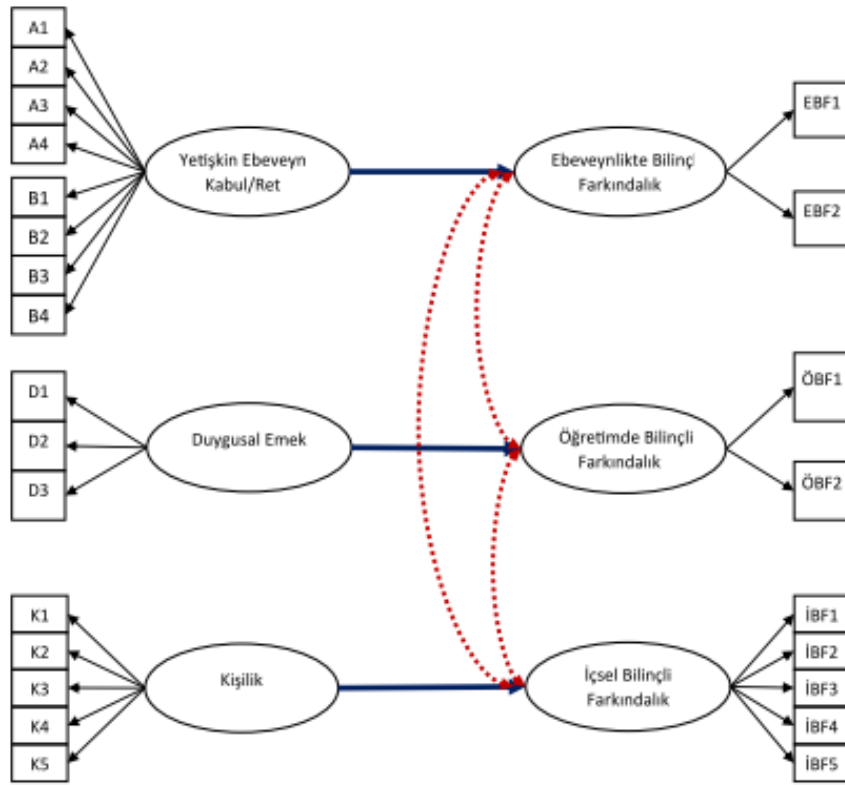 A1
A2
A3
A4
B1
B2
B3
B4
Yetişkin Ebeveyn
Kabul/Ret
Ebeveynlikte Bilinç
Farkındalık
EBF1
EBF2
D1
D2
D3
Duygusal Emek
Öğretimde Bilinçli
Farkındalık
ÖBF1
ÖBF2
K1
K2
K3
K4
K5
Kişilik
İçsel Bilinçli
Farkındalık
İBF1
İBF2
İBF3
İBF4
İBF5